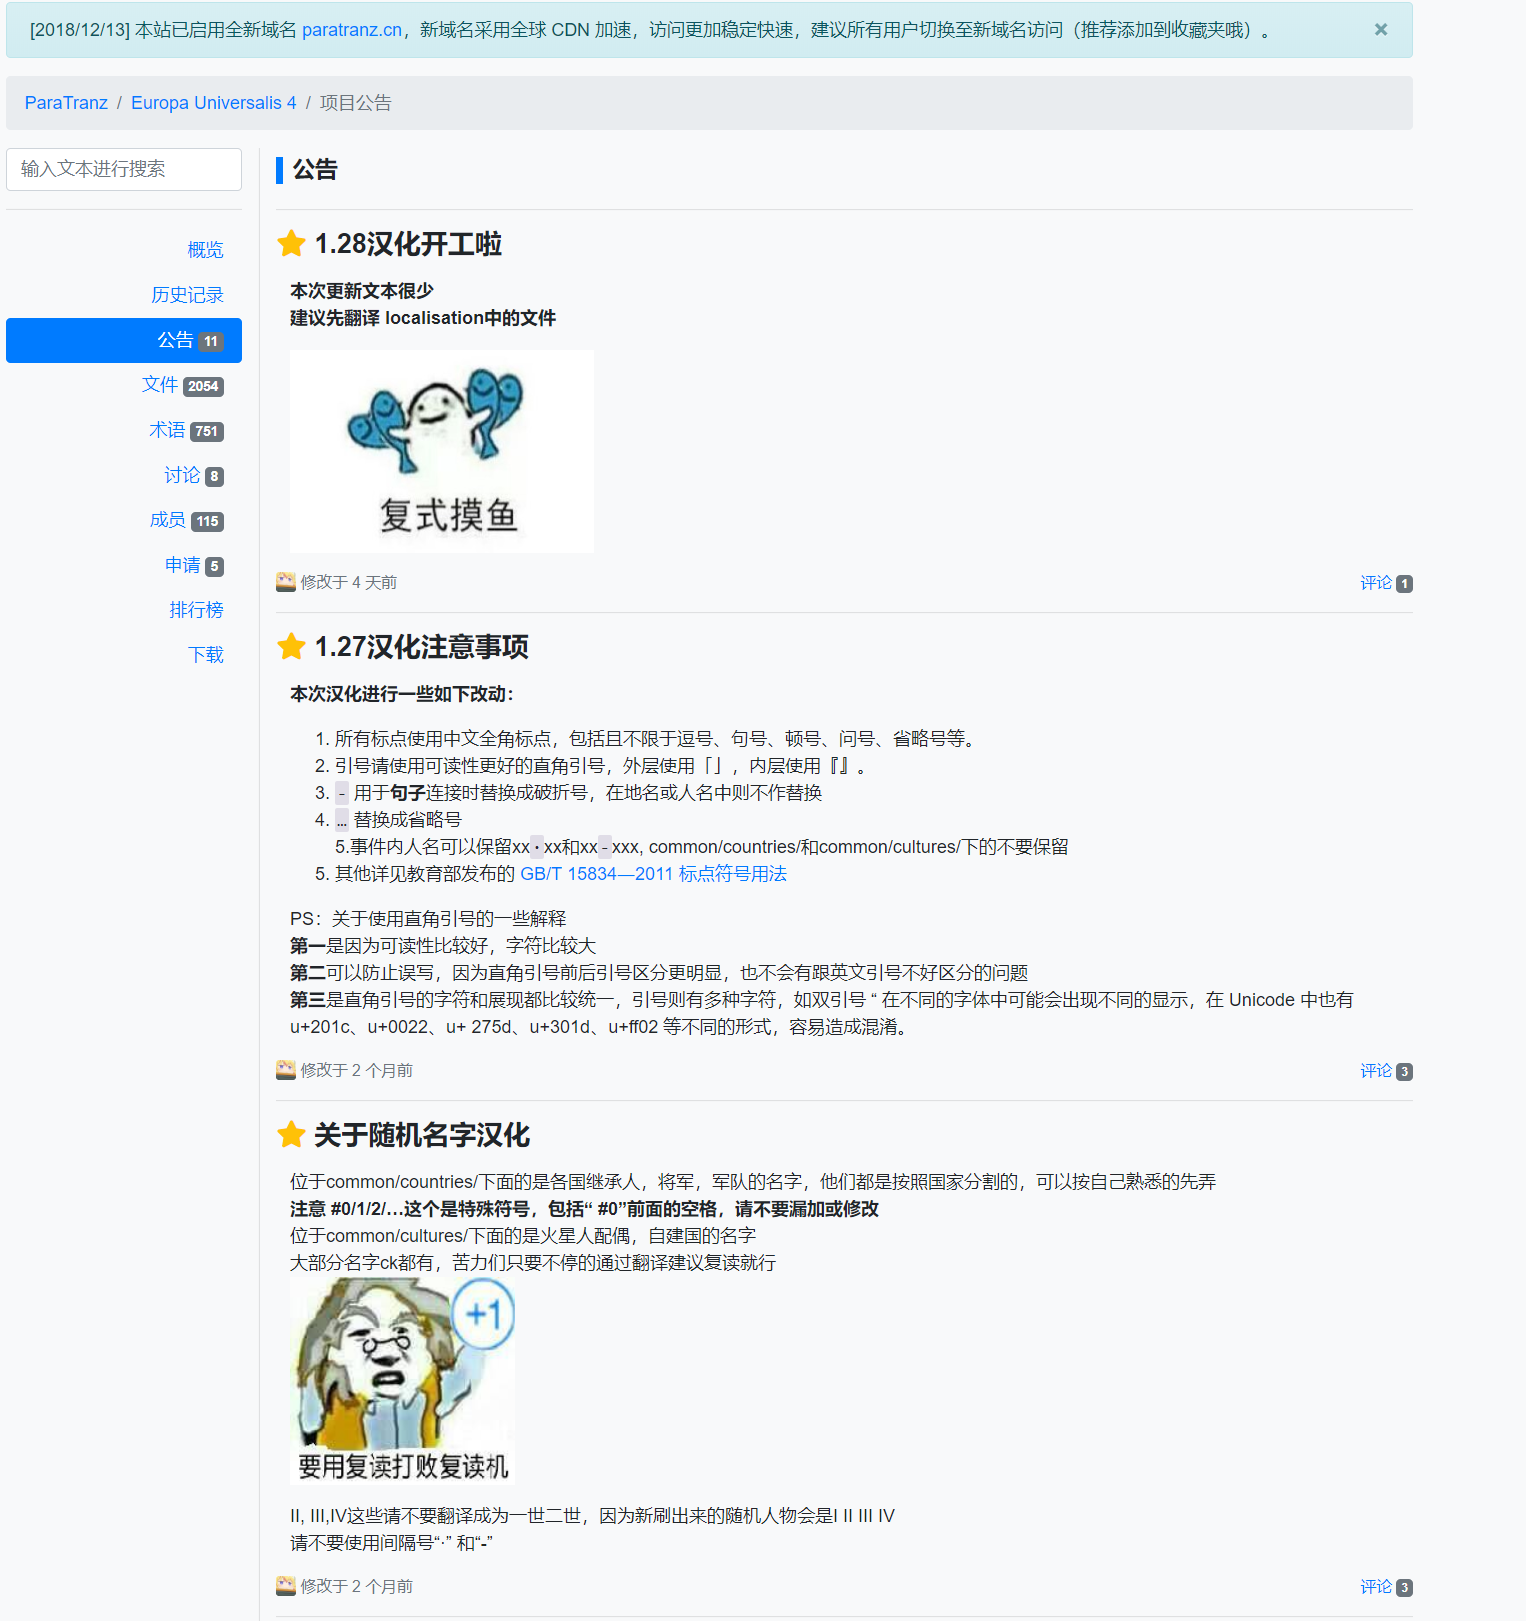 [2018/12/13] 本站已启用全新域名 paratranz.cn，新域名采用全球 CDN 加速，访问更加稳定快速，建议所有用户切换至新域名访问（推荐添加到收藏夹哦）。 ×
ParaTranz / Europa Universalis 4 / 项目公告
输入文本进行搜索
概览
历史记录
公告 11
文件 2054
术语 751
讨论 8
成员 115
申请 5
排行榜
下载
公告
1.28汉化开工啦
本次更新文本很少
建议先翻译 localisation中的文件
复式摸鱼
修改于 4 天前
评论 1
1.27汉化注意事项
本次汉化进行一些如下改动：
1. 所有标点使用中文全角标点，包括且不限于逗号、句号、顿号、问号、省略号等。
2. 引号请使用可读性更好的直角引号，外层使用「」，内层使用『』。
3. - 用于句子连接时替换成破折号，在地名或人名中则不作替换
4. … 替换成省略号
5.事件内人名可以保留xx·xx和xx-xxx, common/countries/和common/cultures/下的不要保留
5. 其他详见教育部发布的 GB/T 15834—2011 标点符号用法
PS：关于使用直角引号的一些解释
第一是因为可读性比较好，字符比较大
第二可以防止误写，因为直角引号前后引号区分更明显，也不会有跟英文引号不好区分的问题
第三是直角引号的字符和展现都比较统一，引号则有多种字符，如双引号 “ 在不同的字体中可能会出现不同的显示，在 Unicode 中也有
u+201c、u+0022、u+ 275d、u+301d、u+ff02 等不同的形式，容易造成混淆。
修改于 2 个月前
评论 3
关于随机名字汉化
位于common/countries/下面的是各国继承人，将军，军队的名字，他们都是按照国家分割的，可以按自己熟悉的先弄
注意 #0/1/2/…这个是特殊符号，包括“ #0”前面的空格，请不要漏加或修改
位于common/cultures/下面的是火星人配偶，自建国的名字
大部分名字ck都有，苦力们只要不停的通过翻译建议复读就行
+1
要用复读打败复读机
II, III,IV这些请不要翻译成为一世二世，因为新刷出来的随机人物会是I II III IV
请不要使用间隔号“·” 和“-”
修改于 2 个月前
评论 3